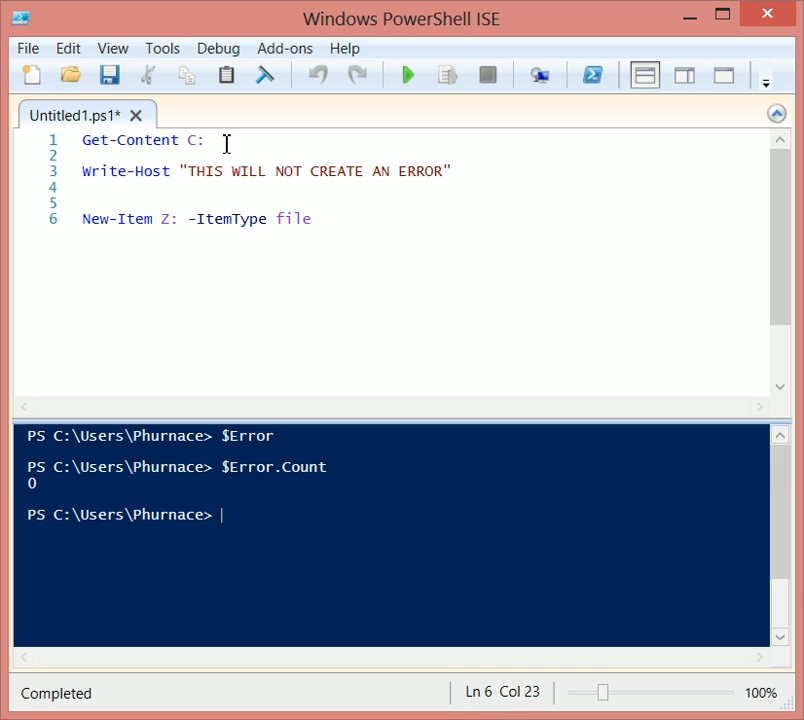 Windows PowerShell ISE
File Edit View Tools Debug Add-ons Help
Untitled1.ps1*
1 Get-Content C:
2
3 Write-Host "THIS WILL NOT CREATE AN ERROR"
4
5
6 New-Item Z: -ItemType file
PS C:\Users\Phurnace> $Error
PS C:\Users\Phurnace> $Error.Count
0
PS C:\Users\Phurnace>
Completed Ln 6 Col 23 100%